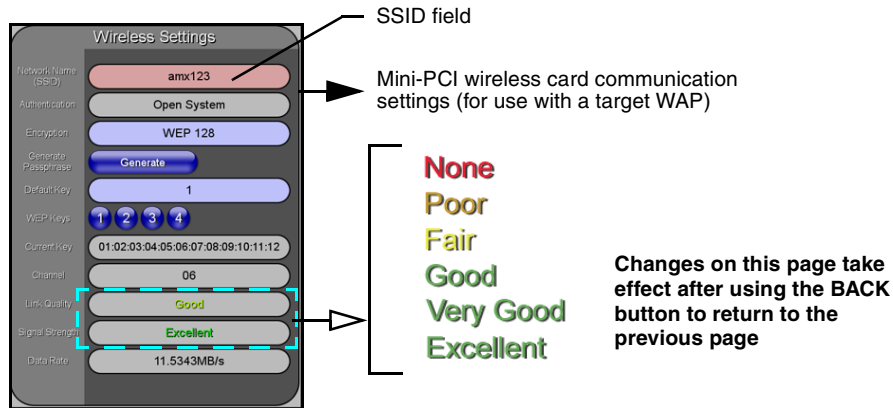 SSID field
Wireless Settings
Network Name
(SSID)
amx123
Mini-PCI wireless card communication
settings (for use with a target WAP)
Authentication
Open System
Encryption
WEP 128
Generate
Passphrase
Generate
Default Key
1
WEP Keys
1 2 3 4
Current Key
01:02:03:04:05:06:07:08:09:10:11:12
Channel
06
Link Quality
Good
Signal Strength
Excellent
Data Rate
11.5343MB/s
None
Poor
Fair
Good
Very Good
Excellent
Changes on this page take
effect after using the BACK
button to return to the
previous page